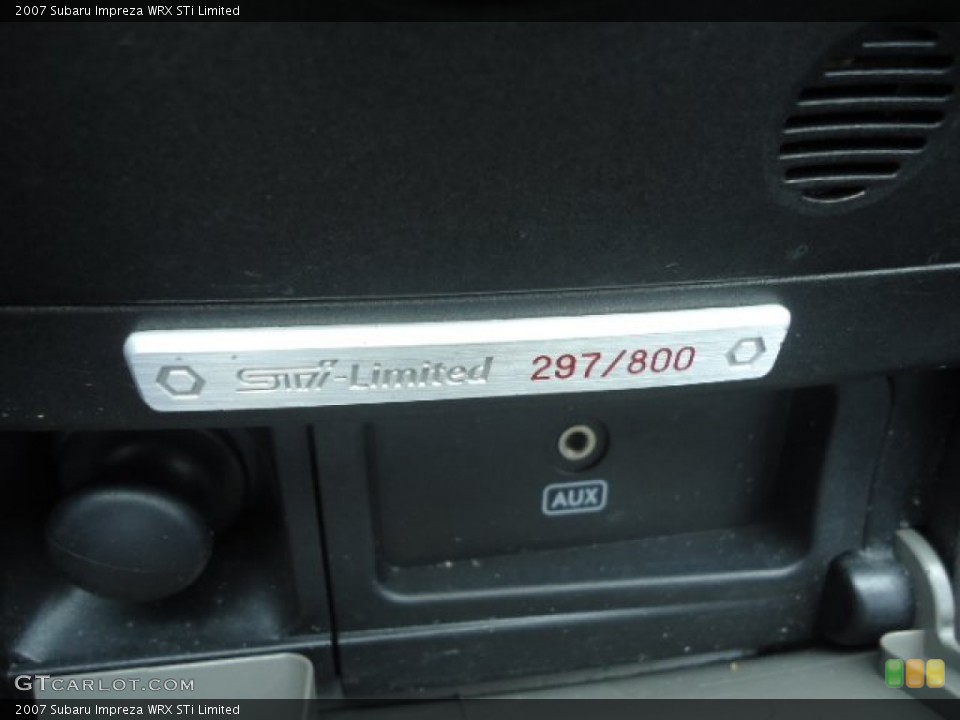 2007 Subaru Impreza WRX STi Limited
STi-Limited 297/800
AUX
GTCARLOT.COM
2007 Subaru Impreza WRX STi Limited